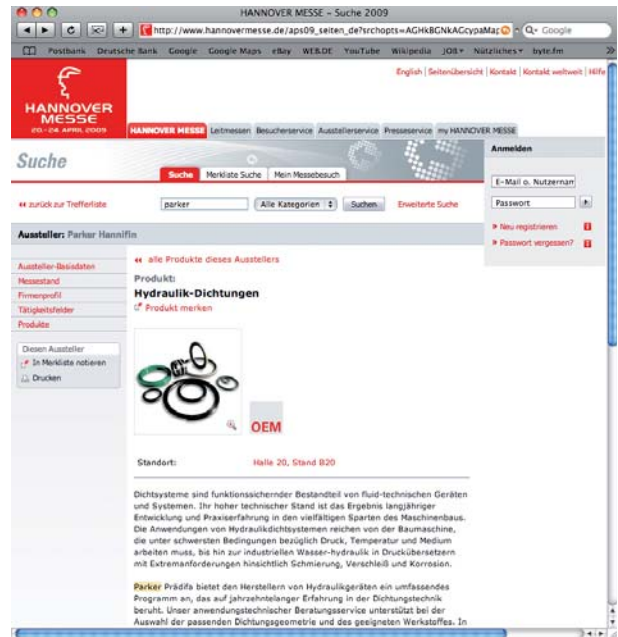 HANNOVER MESSE – Suche 2009
http://www.hannovermesse.de/aps09_seiten_de?srchopts=AGHkBGNkAGcypaMaz
Google
Postbank Deutsche Bank Google Google Maps eBay WEB.DE YouTube Wikipedia JOB Nützliches byte.fm
English | Seitenübersicht | Kontakt | Kontakt weltweit | Hilfe
HANNOVER
MESSE
20.–24. APRIL 2009
HANNOVER MESSE Leitmessen Besucherservice Ausstellerservice Presseservice my HANNOVER MESSE
Suche
Suche Merkliste Suche Mein Messebesuch
Anmelden
E-Mail o. Nutzernam
Passwort
» Neu registrieren
» Passwort vergessen?
zurück zur Trefferliste
parker Alle Kategorien Suchen Erweiterte Suche
Aussteller: Parker Hannifin
Aussteller-Basisdaten
Messestand
Firmenprofil
Tätigkeitsfelder
Produkte
Diesen Aussteller
In Merkliste notieren
Drucken
alle Produkte dieses Ausstellers
Produkt:
Hydraulik-Dichtungen
Produkt merken
OEM
Standort: Halle 20, Stand B20
Dichtsysteme sind funktionssichernder Bestandteil von fluid-technischen Geräten
und Systemen. Ihr hoher technischer Stand ist das Ergebnis langjähriger
Entwicklung und Praxiserfahrung in den vielfältigen Sparten des Maschinenbaus.
Die Anwendungen von Hydraulikdichtsystemen reichen von der Baumaschine,
die unter schwersten Bedingungen bezüglich Druck, Temperatur und Medium
arbeiten muss, bis hin zur industriellen Wasser-hydraulik in Druckübersetzern
mit Extremanforderungen hinsichtlich Schmierung, Verschleiß und Korrosion.
Parker Prädifa bietet den Herstellern von Hydraulikgeräten ein umfassendes
Programm an, das auf jahrzehntelanger Erfahrung in der Dichtungstechnik
beruht. Unser anwendungstechnischer Beratungsservice unterstützt bei der
Auswahl der passenden Dichtungsgeometrie und des geeigneten Werkstoffes. In